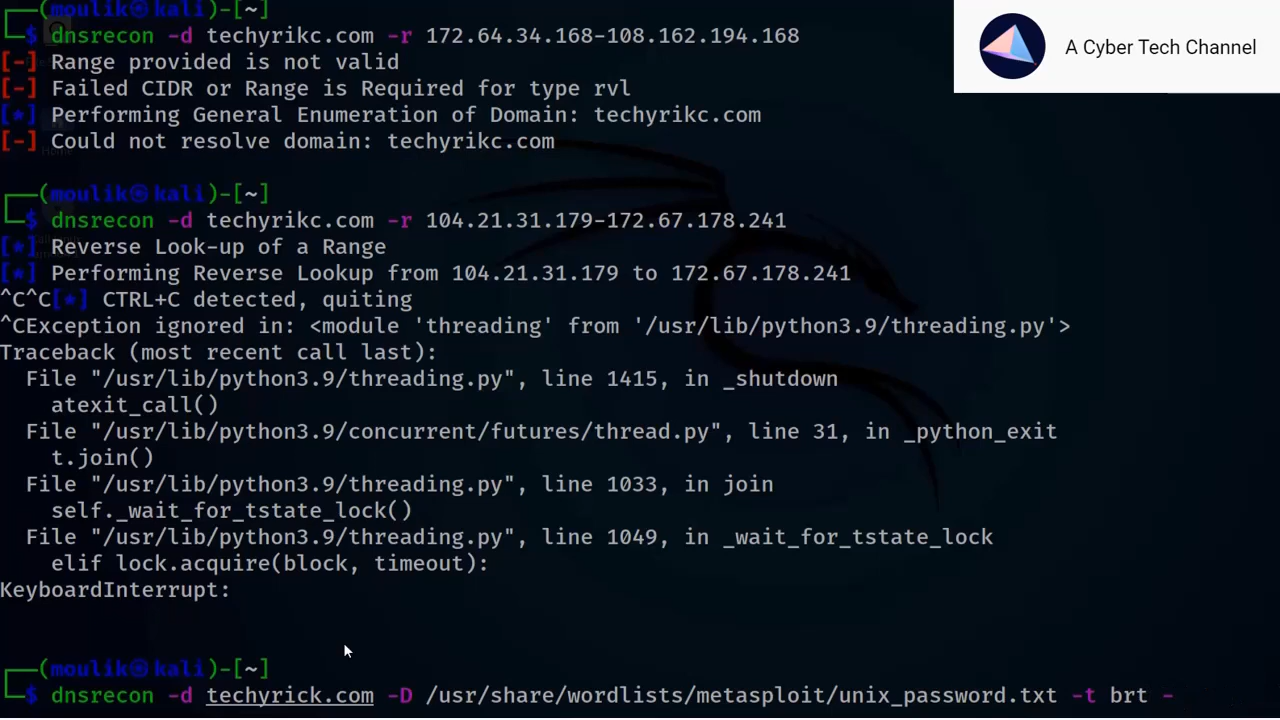 ┌──(moulik㉿kali)-[~]
└─$ dnsrecon -d techyrikc.com -r 172.64.34.168-108.162.194.168
[-] Range provided is not valid
[-] Failed CIDR or Range is Required for type rvl
[*] Performing General Enumeration of Domain: techyrikc.com
[-] Could not resolve domain: techyrikc.com
┌──(moulik㉿kali)-[~]
└─$ dnsrecon -d techyrikc.com -r 104.21.31.179-172.67.178.241
[*] Reverse Look-up of a Range
[*] Performing Reverse Lookup from 104.21.31.179 to 172.67.178.241
^C^C[*] CTRL+C detected, quiting
^CException ignored in: <module 'threading' from '/usr/lib/python3.9/threading.py'>
Traceback (most recent call last):
  File "/usr/lib/python3.9/threading.py", line 1415, in _shutdown
    atexit_call()
  File "/usr/lib/python3.9/concurrent/futures/thread.py", line 31, in _python_exit
    t.join()
  File "/usr/lib/python3.9/threading.py", line 1033, in join
    self._wait_for_tstate_lock()
  File "/usr/lib/python3.9/threading.py", line 1049, in _wait_for_tstate_lock
    elif lock.acquire(block, timeout):
KeyboardInterrupt:
┌──(moulik㉿kali)-[~]
└─$ dnsrecon -d techyrick.com -D /usr/share/wordlists/metasploit/unix_password.txt -t brt -
A Cyber Tech Channel